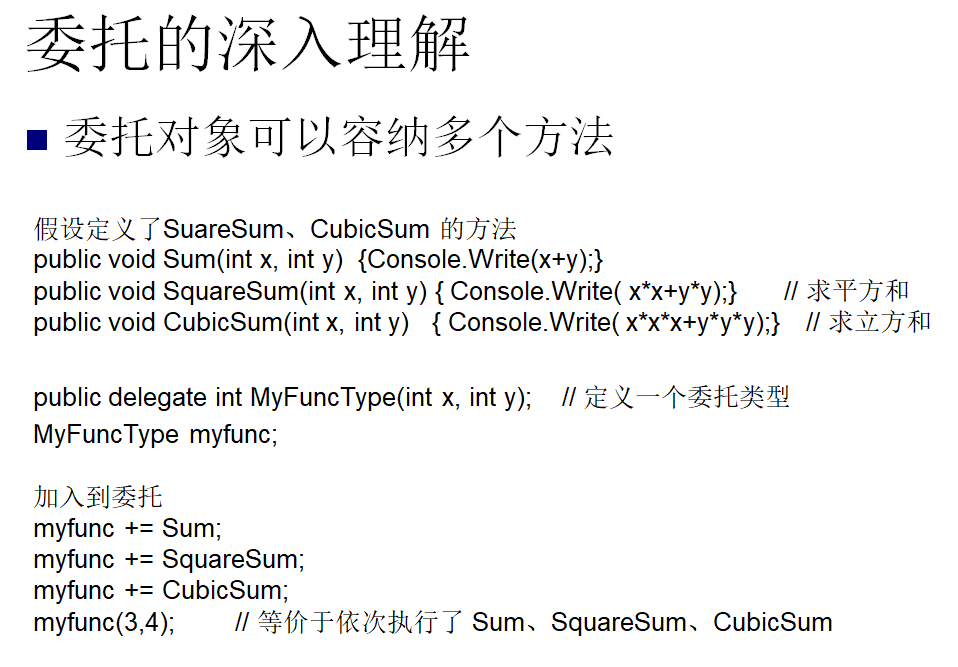 委托的深入理解
委托对象可以容纳多个方法
假设定义了SuareSum、CubicSum 的方法
public void Sum(int x, int y)  {Console.Write(x+y);}
public void SquareSum(int x, int y) { Console.Write( x*x+y*y);}      // 求平方和
public void CubicSum(int x, int y)   { Console.Write( x*x*x+y*y*y);}    // 求立方和
public delegate int MyFuncType(int x, int y);    // 定义一个委托类型
MyFuncType myfunc;
加入到委托
myfunc += Sum;
myfunc += SquareSum;
myfunc += CubicSum;
myfunc(3,4);        // 等价于依次执行了 Sum、SquareSum、CubicSum